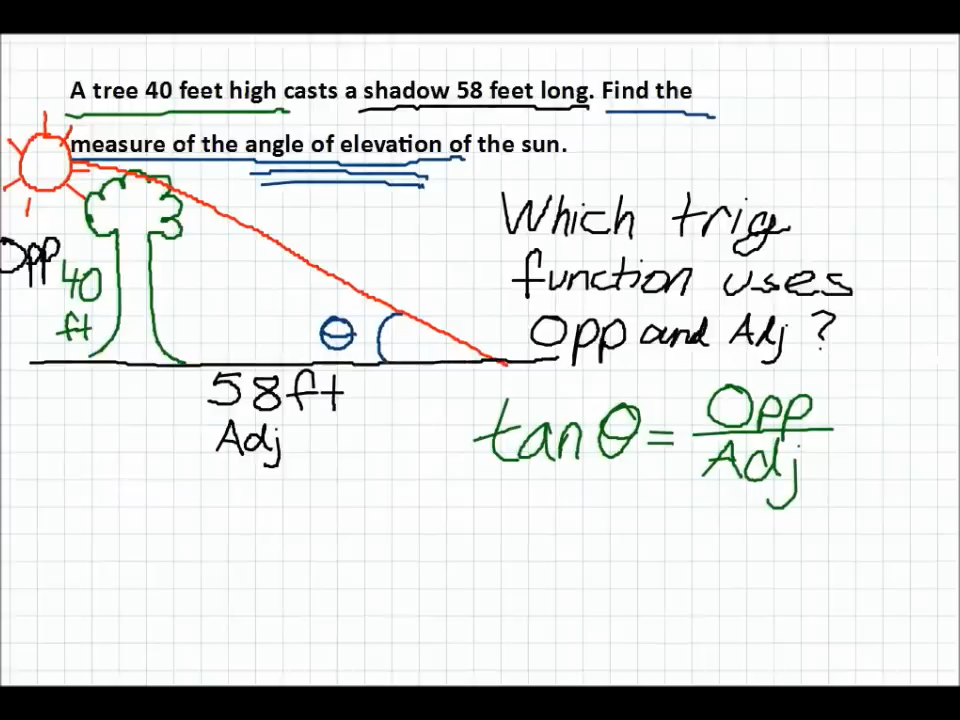 A tree 40 feet high casts a shadow 58 feet long. Find the
measure of the angle of elevation of the sun.
Which trig
function uses
Opp and Adj ?
Opp
40
ft
θ
58ft
Adj
tan θ = Opp
Adj